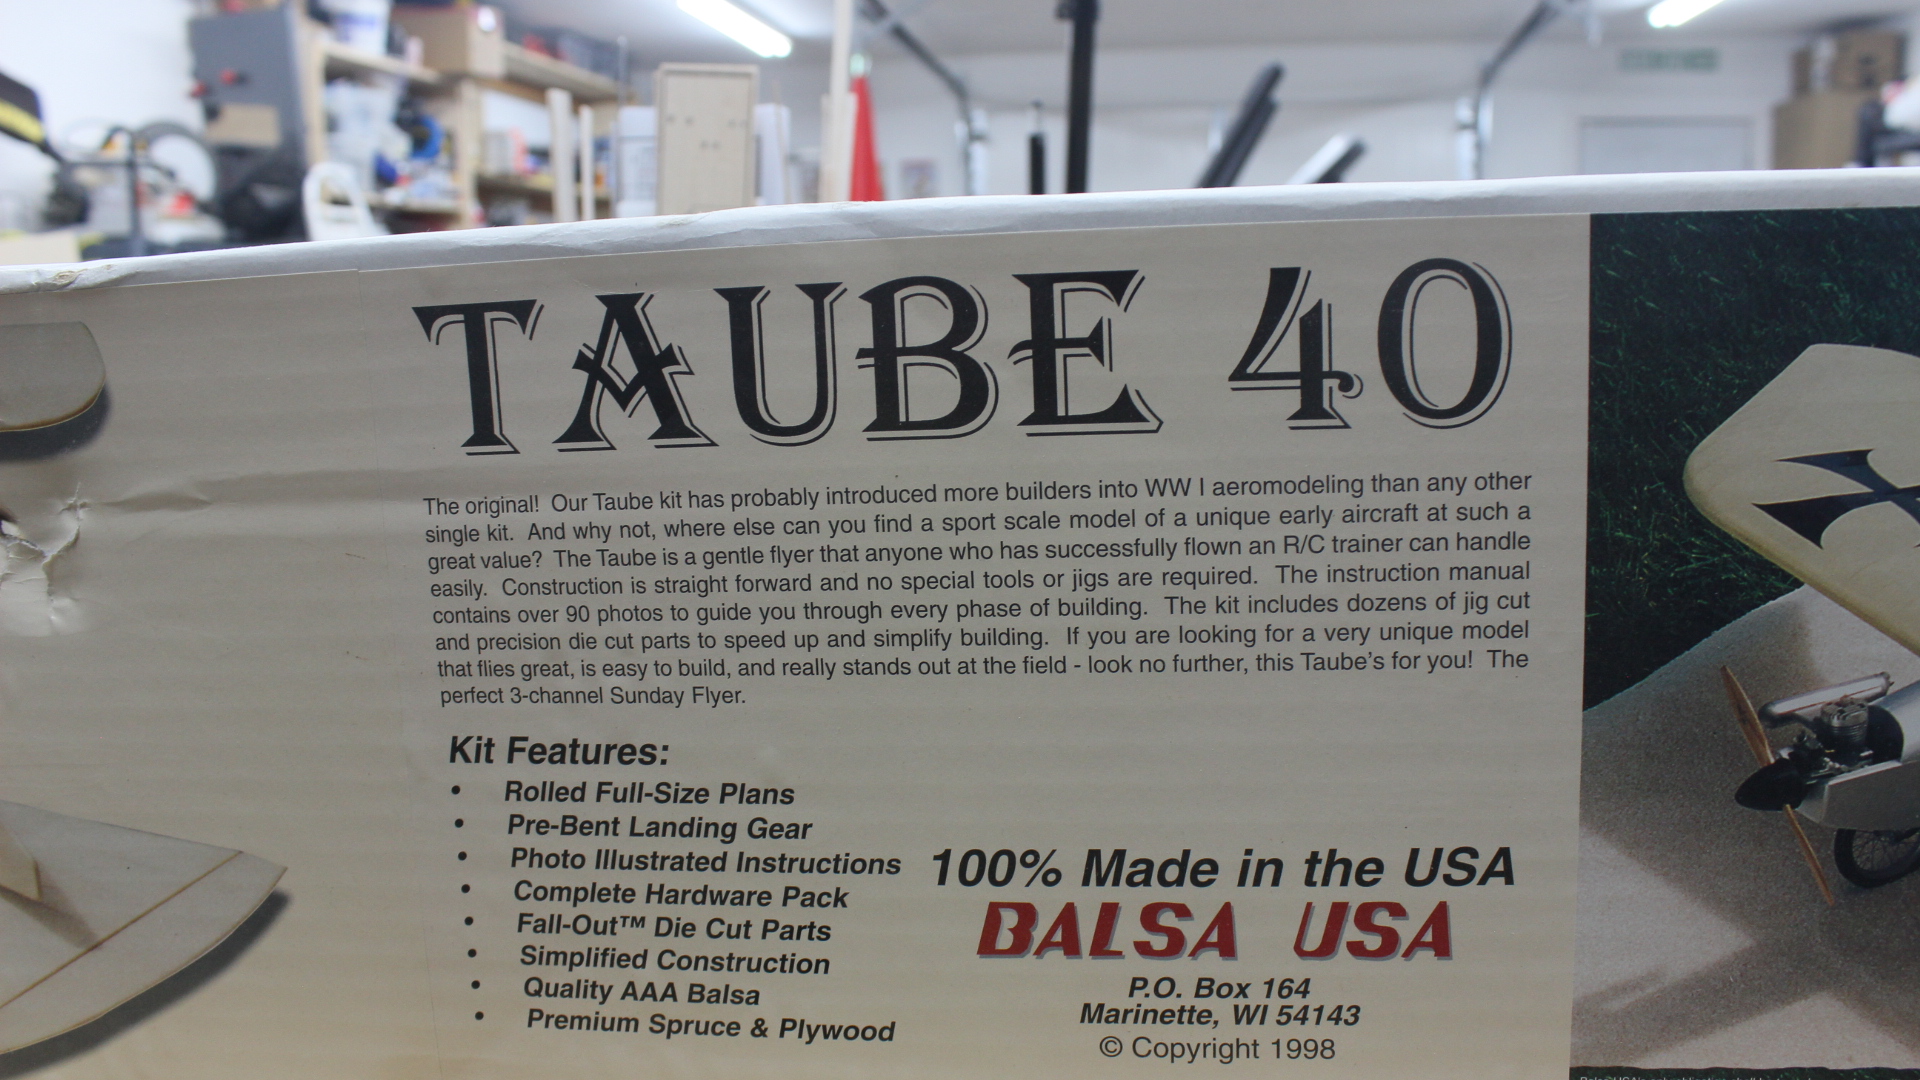 TAUBE 40
The original! Our Taube kit has probably introduced more builders into WW I aeromodeling than any other
single kit. And why not, where else can you find a sport scale model of a unique early aircraft at such a
great value? The Taube is a gentle flyer that anyone who has successfully flown an R/C trainer can handle
easily. Construction is straight forward and no special tools or jigs are required. The instruction manual
contains over 90 photos to guide you through every phase of building. The kit includes dozens of jig cut
and precision die cut parts to speed up and simplify building. If you are looking for a very unique model
that flies great, is easy to build, and really stands out at the field - look no further, this Taube's for you! The
perfect 3-channel Sunday Flyer.
Kit Features:
• Rolled Full-Size Plans
• Pre-Bent Landing Gear
• Photo Illustrated Instructions
• Complete Hardware Pack
• Fall-Out™ Die Cut Parts
• Simplified Construction
• Quality AAA Balsa
• Premium Spruce & Plywood
100% Made in the USA
BALSA USA
P.O. Box 164
Marinette, WI 54143
© Copyright 1998